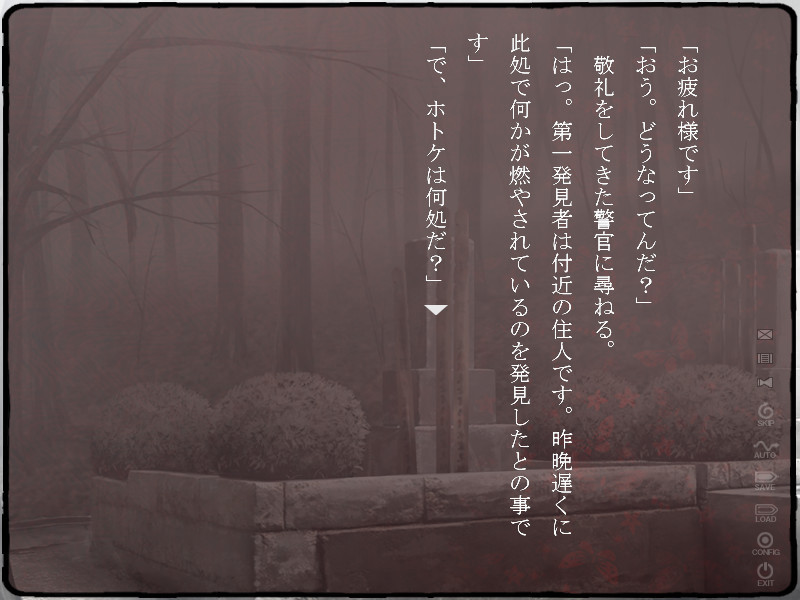 「お疲れ様です」
「おう。どうなってんだ？」
敬礼をしてきた警官に尋ねる。
「はっ。第一発見者は付近の住人です。昨晩遅くに
此処で何かが燃やされているのを発見したとの事で
す」
「で、ホトケは何処だ？」
SKIP
AUTO
SAVE
LOAD
CONFIG
EXIT